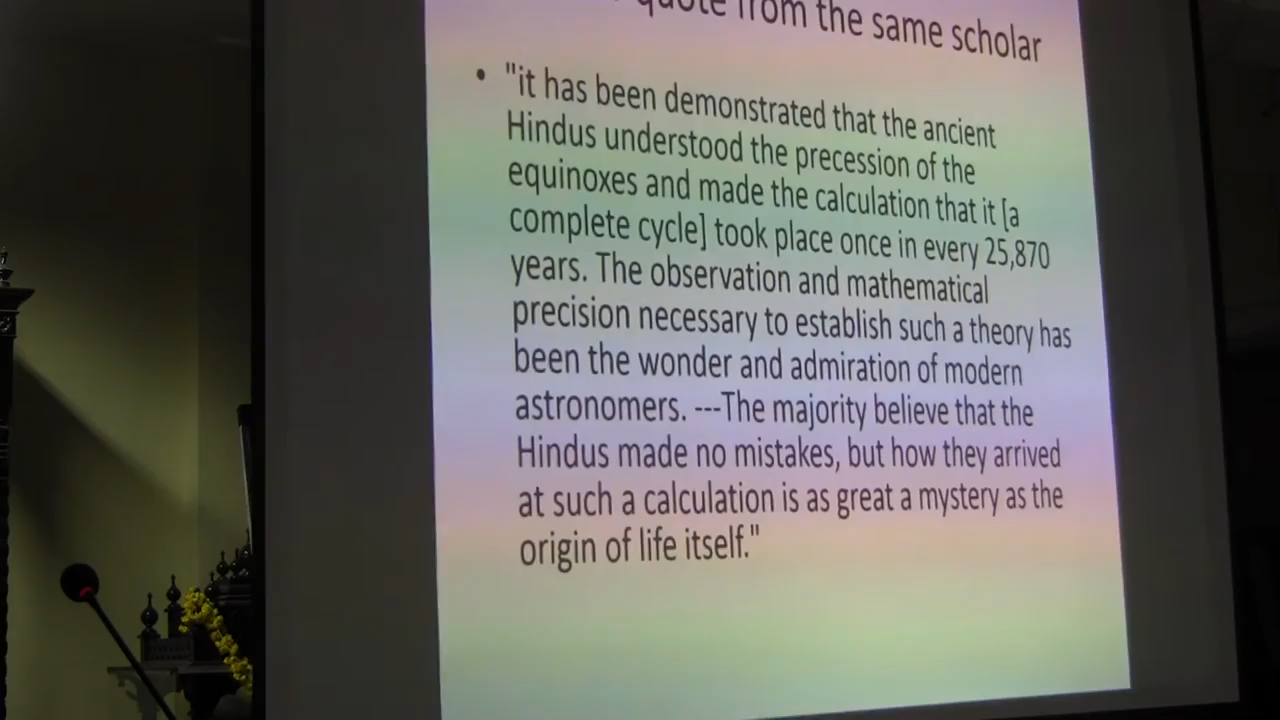 quote from the same scholar
• "it has been demonstrated that the ancient
Hindus understood the precession of the
equinoxes and made the calculation that it [a
complete cycle] took place once in every 25,870
years. The observation and mathematical
precision necessary to establish such a theory has
been the wonder and admiration of modern
astronomers. ---The majority believe that the
Hindus made no mistakes, but how they arrived
at such a calculation is as great a mystery as the
origin of life itself."